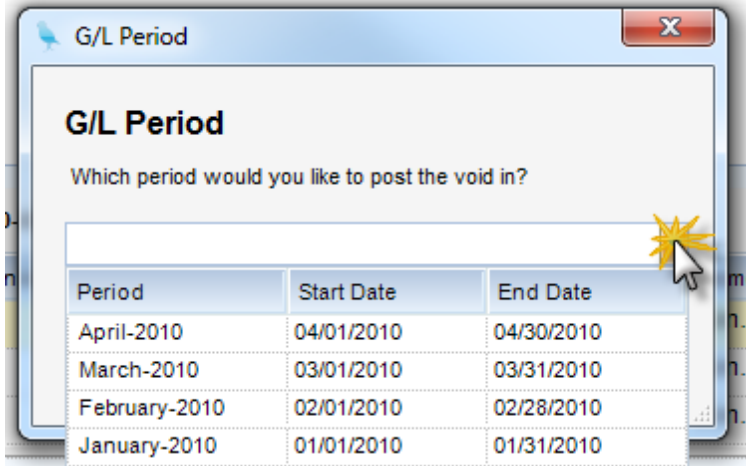 G/L Period
G/L Period
Which period would you like to post the void in?
Period Start Date End Date
April-2010 04/01/2010 04/30/2010
March-2010 03/01/2010 03/31/2010
February-2010 02/01/2010 02/28/2010
January-2010 01/01/2010 01/31/2010